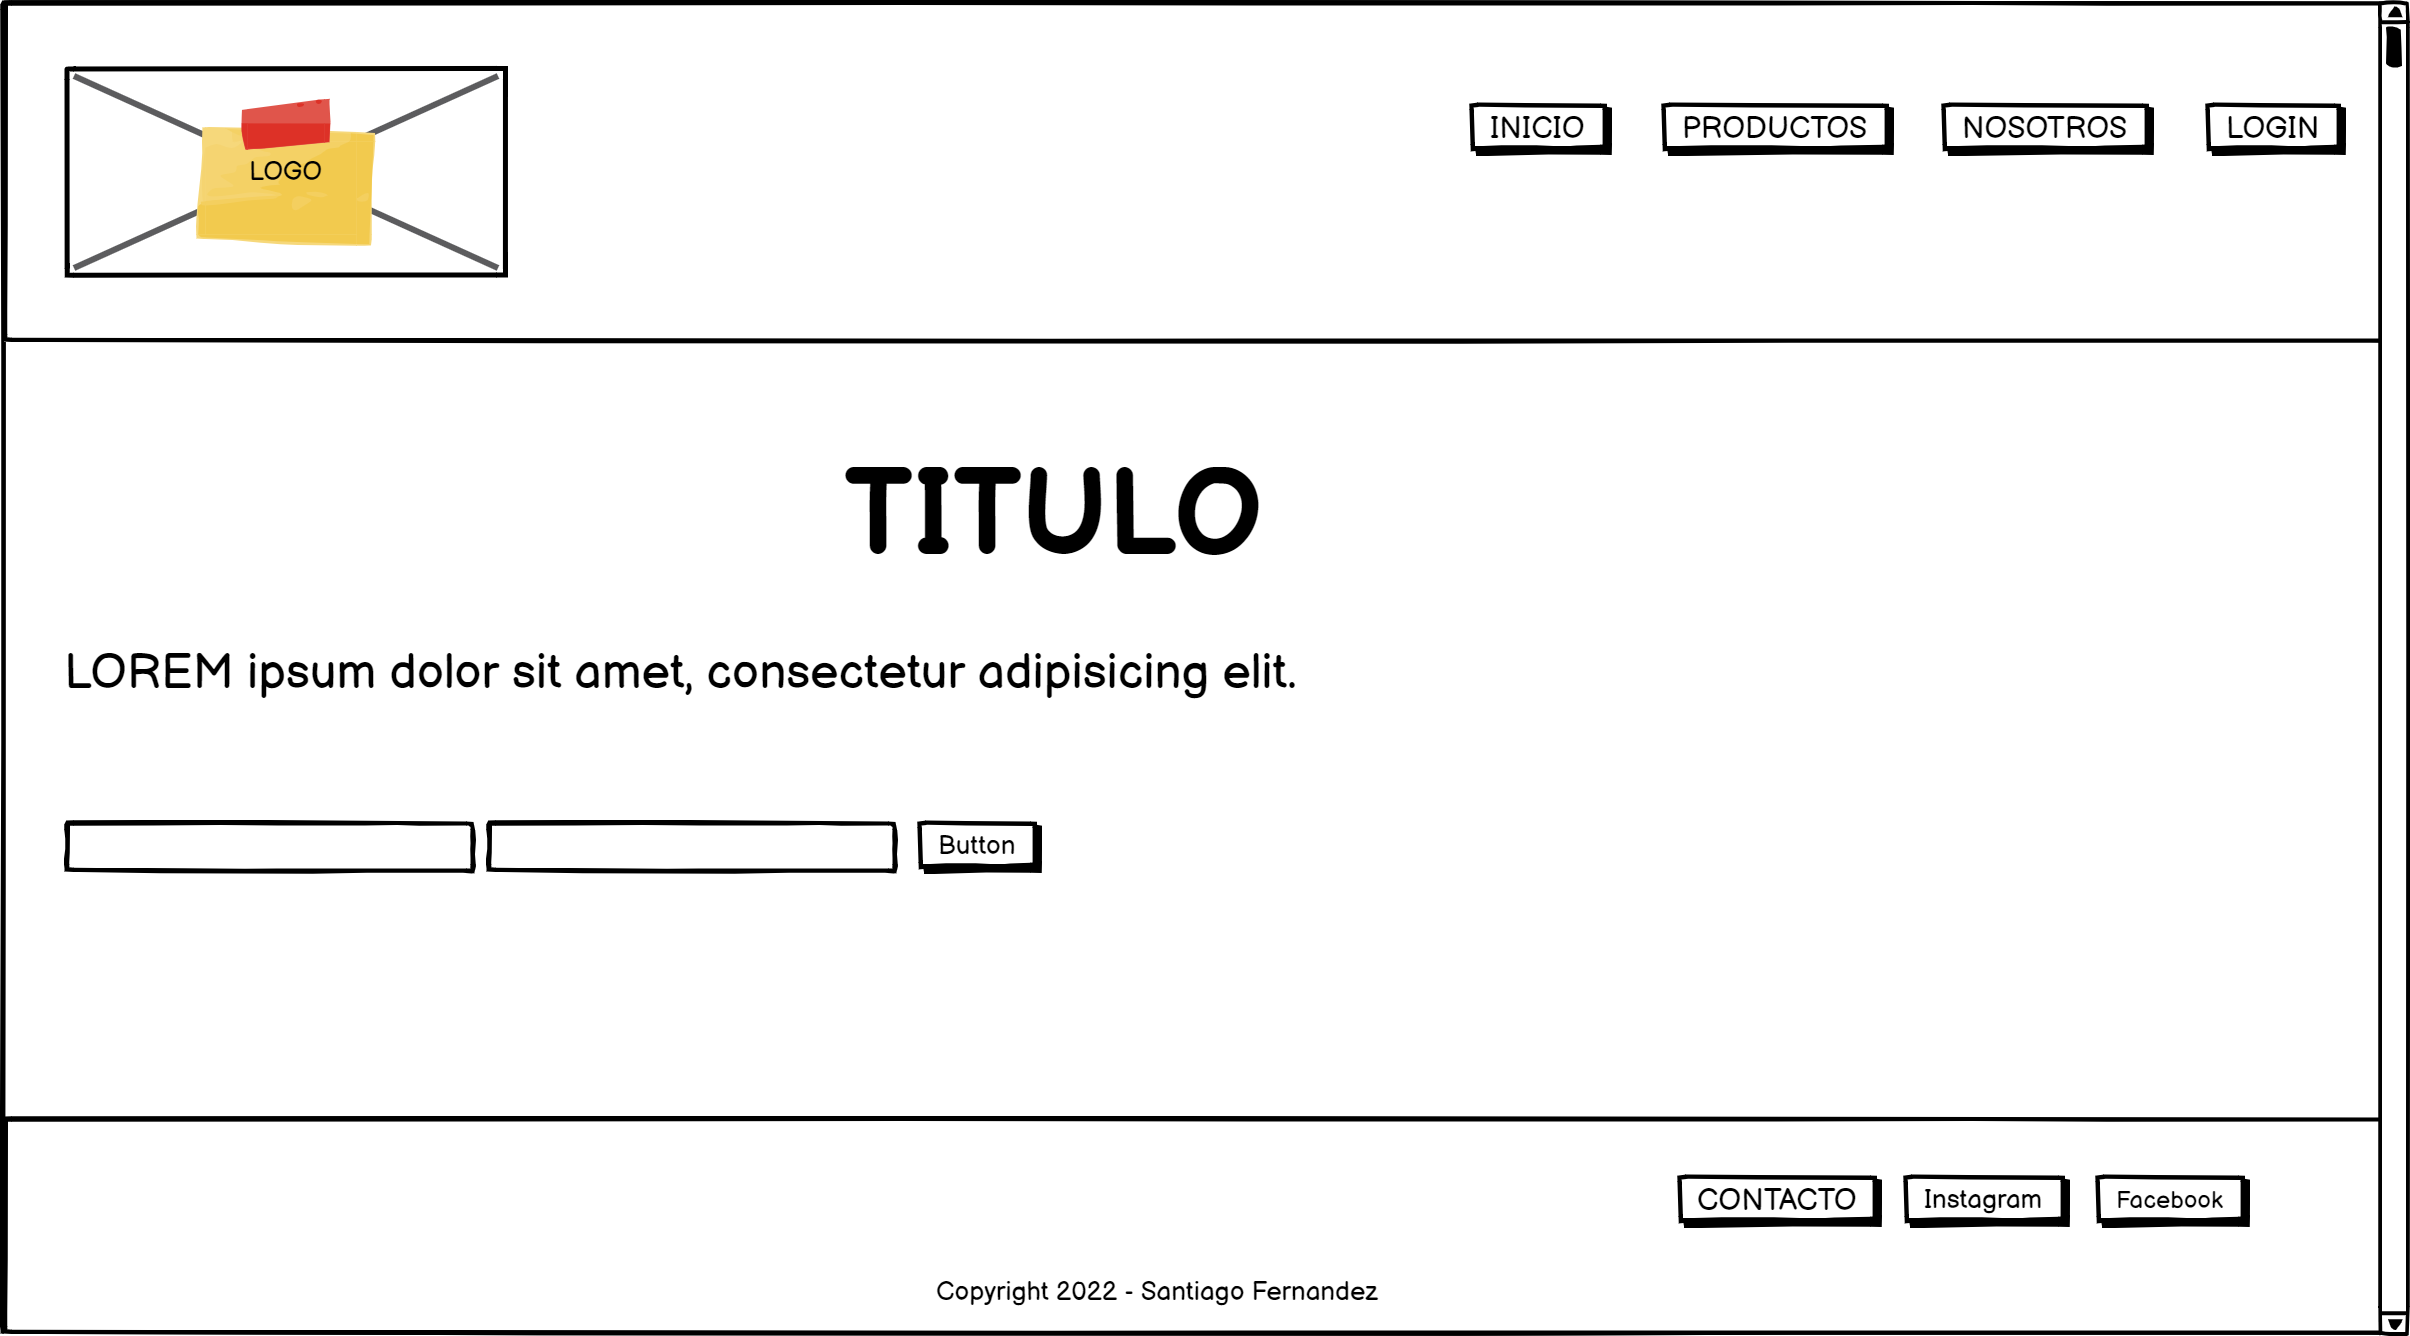 LOGO
INICIO PRODUCTOS NOSOTROS LOGIN
TITULO
LOREM ipsum dolor sit amet, consectetur adipisicing elit.
Button
CONTACTO Instagram Facebook
Copyright 2022 - Santiago Fernandez